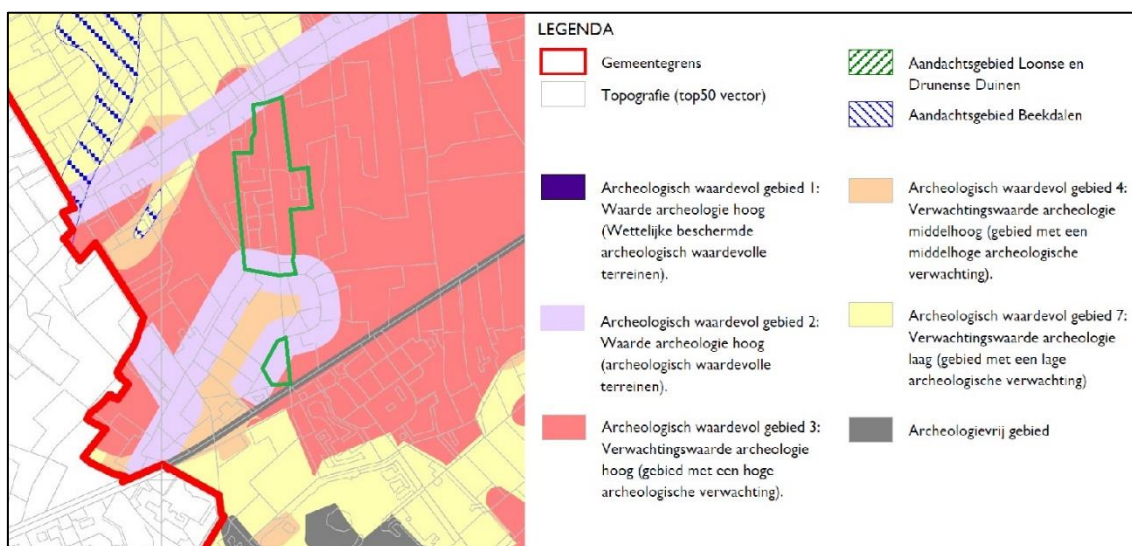 LEGENDA
Gemeentegrens
Topografie (top50 vector)
Archeologisch waardevol gebied 1:
Waarde archeologie hoog
(Wettelijke beschermde
archeologisch waardevolle
terreinen).
Archeologisch waardevol gebied 2:
Waarde archeologie hoog
(archeologisch waardevolle
terreinen).
Archeologisch waardevol gebied 3:
Verwachtingswaarde archeologie
hoog (gebied met een hoge
archeologische verwachting).
Aandachtsgebied Loonse en
Drunense Duinen
Aandachtsgebied Beekdalen
Archeologisch waardevol gebied 4:
Verwachtingswaarde archeologie
middelhoog (gebied met een
middelhoge archeologische
verwachting).
Archeologisch waardevol gebied 7:
Verwachtingswaarde archeologie
laag (gebied met een lage
archeologische verwachting)
Archeologievrij gebied